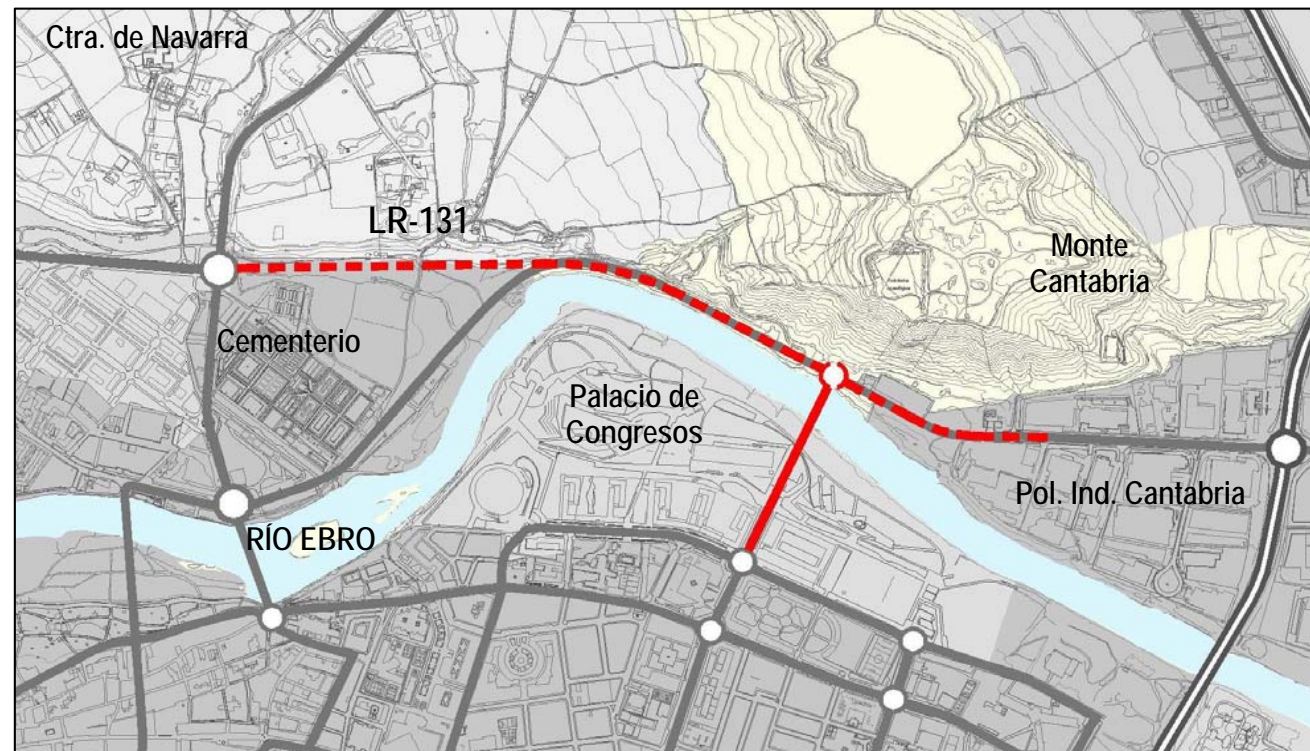 Ctra. de Navarra
LR-131
Monte
Cantabria
Cementerio
Palacio de
Congresos
Pol. Ind. Cantabria
RÍO EBRO